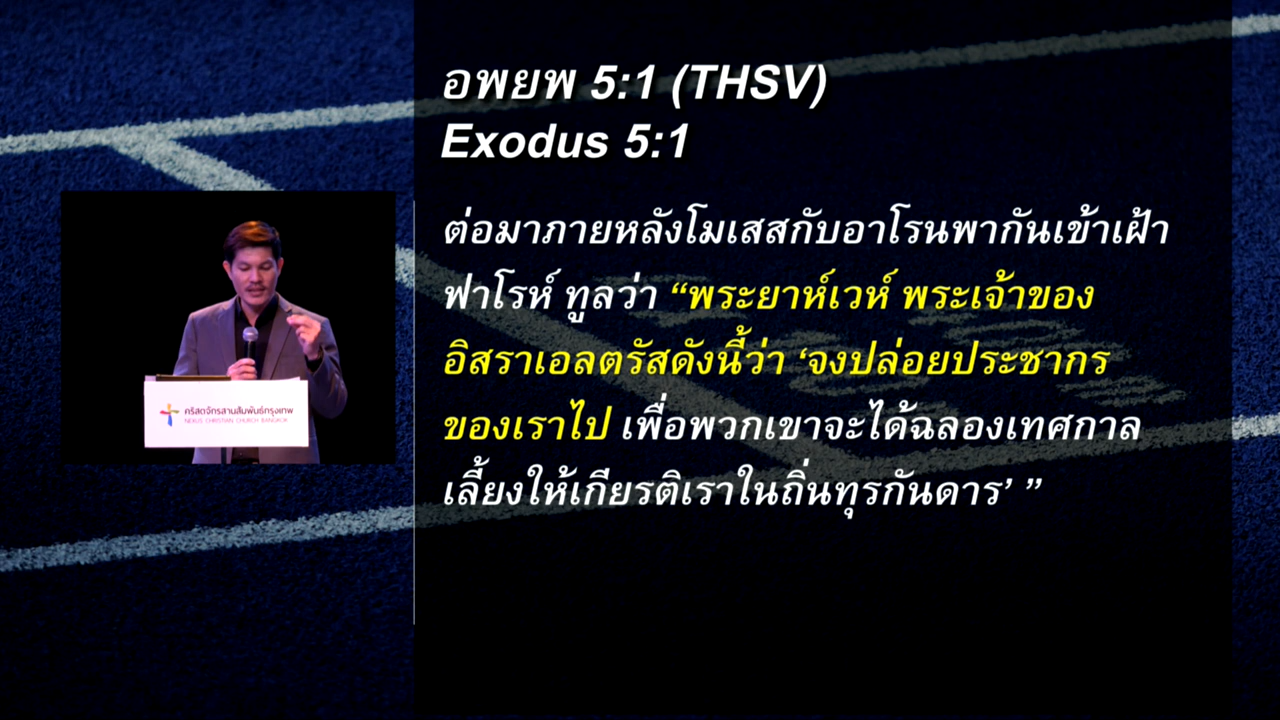 อพยพ 5:1 (THSV)
Exodus 5:1
ต่อมาภายหลังโมเสสกับอาโรนพากันเข้าเฝ้า
ฟาโรห์ ทูลว่า “พระยาห์เวห์ พระเจ้าของ
อิสราเอลตรัสดังนี้ว่า ‘จงปล่อยประชากร
ของเราไป เพื่อพวกเขาจะได้ฉลองเทศกาล
เลี้ยงให้เกียรติเราในถิ่นทุรกันดาร’ ”
คริสตจักรสานสัมพันธ์กรุงเทพ
NEXUS CHRISTIAN CHURCH BANGKOK